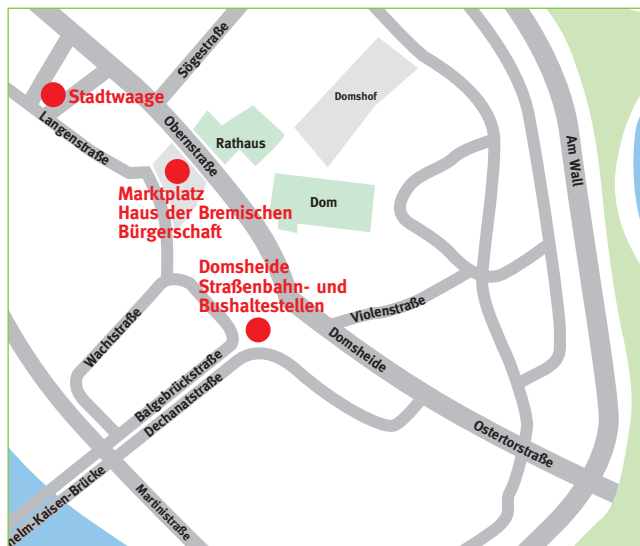 Sögestraße
Domshof
Stadtwaage
Obernstraße
Langenstraße
Rathaus
Am Wall
Marktplatz
Haus der Bremischen
Bürgerschaft
Dom
Domsheide
Straßenbahn- und
Bushaltestellen
Violenstraße
Wachtstraße
Domsheide
Balgebrückstraße
Dechanatstraße
Ostertorstraße
helm-Kaisen-Brücke
Martinistraße